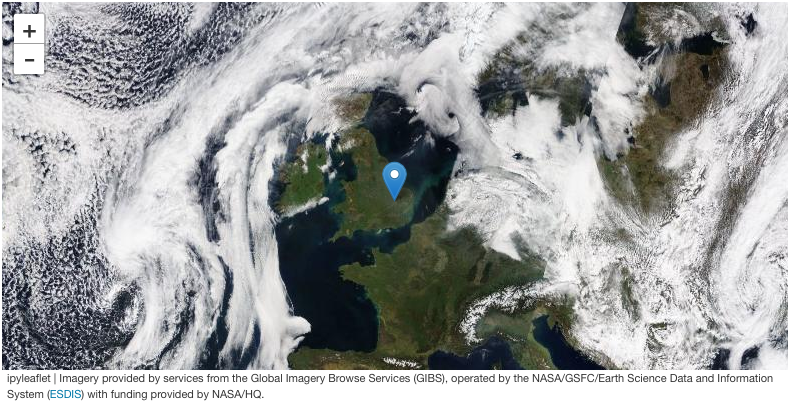 +
−
ipyleaflet | Imagery provided by services from the Global Imagery Browse Services (GIBS), operated by the NASA/GSFC/Earth Science Data and Information
System (ESDIS) with funding provided by NASA/HQ.